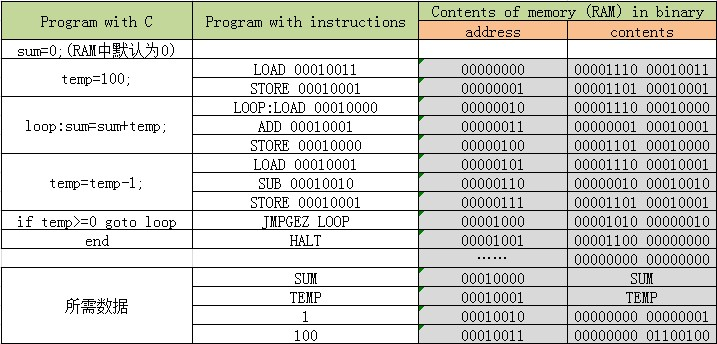 Program with C Program with instructions Contents of memory (RAM) in binary
address contents
sum=0;(RAM中默认为0)
temp=100; LOAD 00010011 00000000 00001110 00010011
STORE 00010001 00000001 00001101 00010001
loop:sum=sum+temp; LOOP:LOAD 00010000 00000010 00001110 00010000
ADD 00010001 00000011 00000001 00010001
STORE 00010000 00000100 00001101 00010000
temp=temp-1; LOAD 00010001 00000101 00001110 00010001
SUB 00010010 00000110 00000010 00010010
STORE 00010001 00000111 00001101 00010001
if temp>=0 goto loop JMPGEZ LOOP 00001000 00001010 00010000
end HALT 00001001 00001100 00000000
…… 00000000 00000000
所需数据 SUM 00010000 SUM
TEMP 00010001 TEMP
1 00010010 00000000 00000001
100 00010011 00000000 01100100